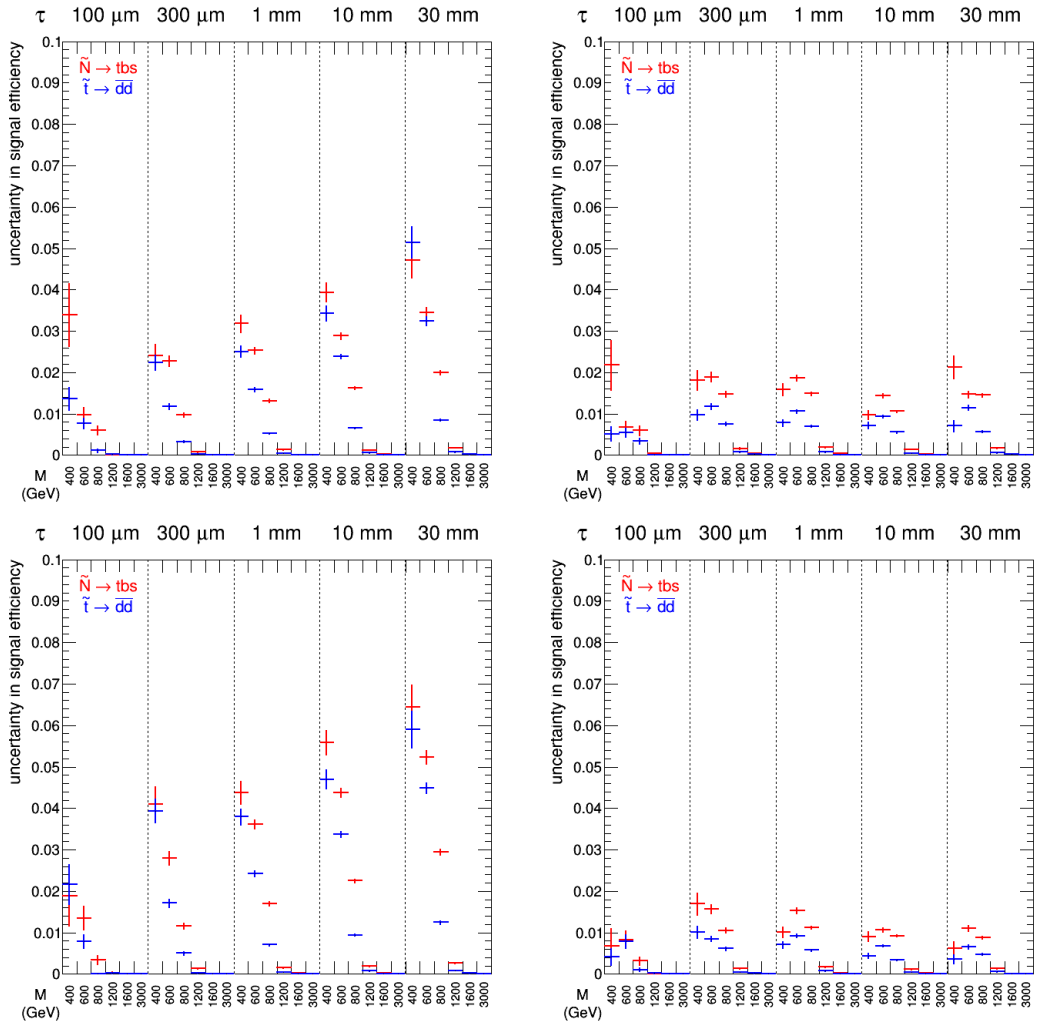 τ 100 μm 300 μm 1 mm 10 mm 30 mm
uncertainty in signal efficiency
0.1
0.09
0.08
0.07
0.06
0.05
0.04
0.03
0.02
0.01
0
Ñ → tbs
t̃ → d̅d̅
M
(GeV)
400 600 800 1200 1600 3000 400 600 800 1200 1600 3000 400 600 800 1200 1600 3000 400 600 800 1200 1600 3000 400 600 800 1200 1600 3000
τ 100 μm 300 μm 1 mm 10 mm 30 mm
uncertainty in signal efficiency
0.1
0.09
0.08
0.07
0.06
0.05
0.04
0.03
0.02
0.01
0
Ñ → tbs
t̃ → d̅d̅
M
(GeV)
400 600 800 1200 1600 3000 400 600 800 1200 1600 3000 400 600 800 1200 1600 3000 400 600 800 1200 1600 3000 400 600 800 1200 1600 3000
τ 100 μm 300 μm 1 mm 10 mm 30 mm
uncertainty in signal efficiency
0.1
0.09
0.08
0.07
0.06
0.05
0.04
0.03
0.02
0.01
0
Ñ → tbs
t̃ → d̅d̅
M
(GeV)
400 600 800 1200 1600 3000 400 600 800 1200 1600 3000 400 600 800 1200 1600 3000 400 600 800 1200 1600 3000 400 600 800 1200 1600 3000
τ 100 μm 300 μm 1 mm 10 mm 30 mm
uncertainty in signal efficiency
0.1
0.09
0.08
0.07
0.06
0.05
0.04
0.03
0.02
0.01
0
Ñ → tbs
t̃ → d̅d̅
M
(GeV)
400 600 800 1200 1600 3000 400 600 800 1200 1600 3000 400 600 800 1200 1600 3000 400 600 800 1200 1600 3000 400 600 800 1200 1600 3000